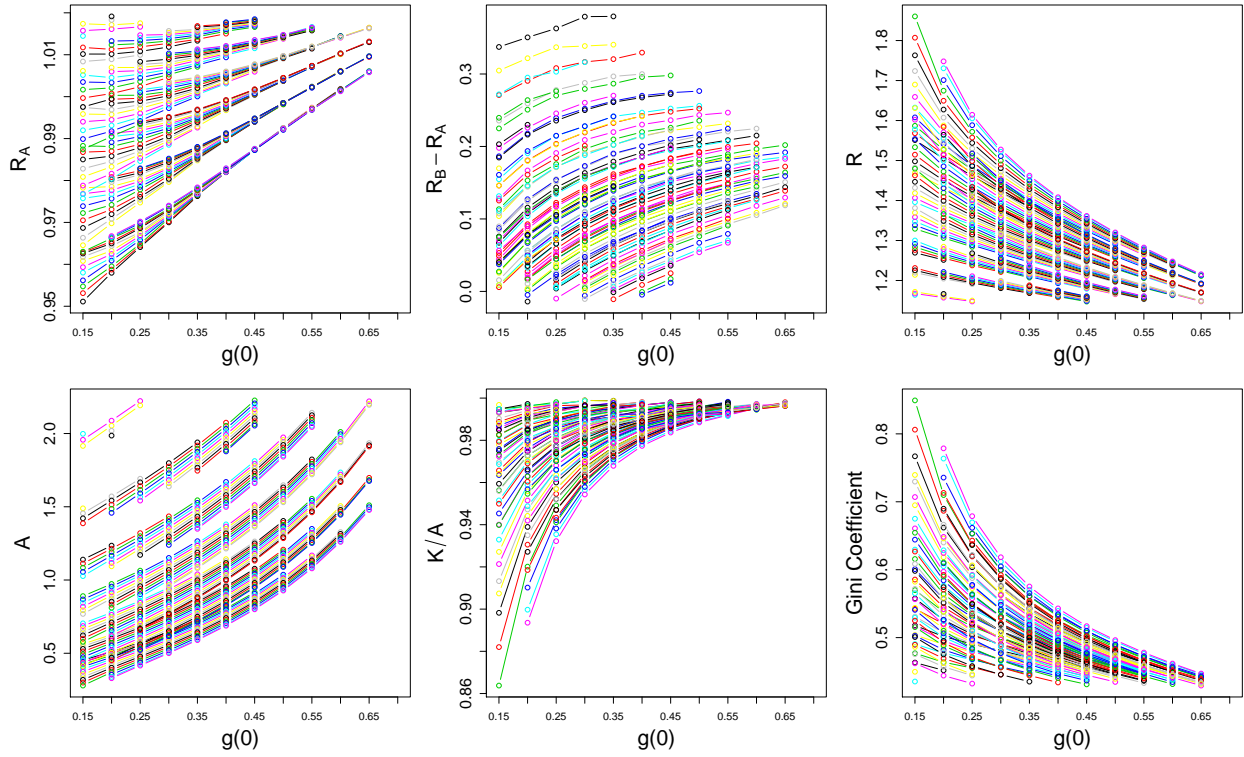 R_A
0.95 0.97 0.99 1.01
0.15 0.25 0.35 0.45 0.55 0.65
g(0)
R_B − R_A
0.0 0.1 0.2 0.3
0.15 0.25 0.35 0.45 0.55 0.65
g(0)
R
1.2 1.3 1.4 1.5 1.6 1.7 1.8
0.15 0.25 0.35 0.45 0.55 0.65
g(0)
A
0.5 1.0 1.5 2.0
0.15 0.25 0.35 0.45 0.55 0.65
g(0)
K/A
0.86 0.90 0.94 0.98
0.15 0.25 0.35 0.45 0.55 0.65
g(0)
Gini Coefficient
0.5 0.6 0.7 0.8
0.15 0.25 0.35 0.45 0.55 0.65
g(0)